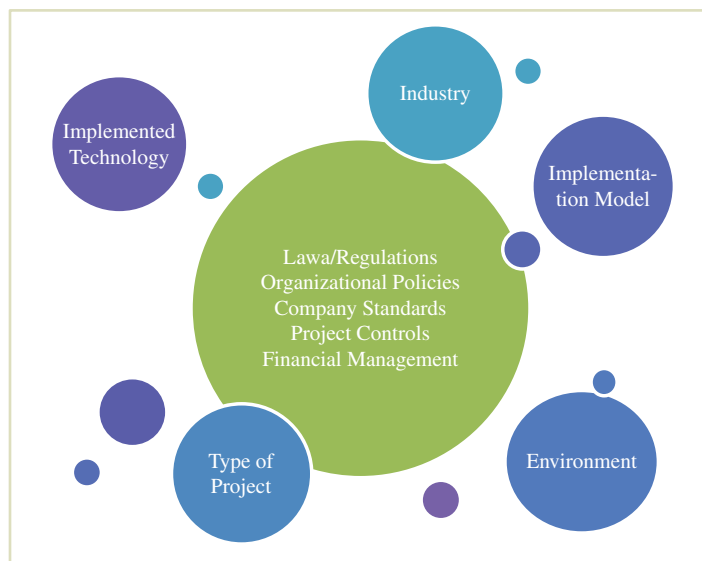 Industry
Implemented
Technology
Implementa-
tion Model
Lawa/Regulations
Organizational Policies
Company Standards
Project Controls
Financial Management
Type of
Project
Environment